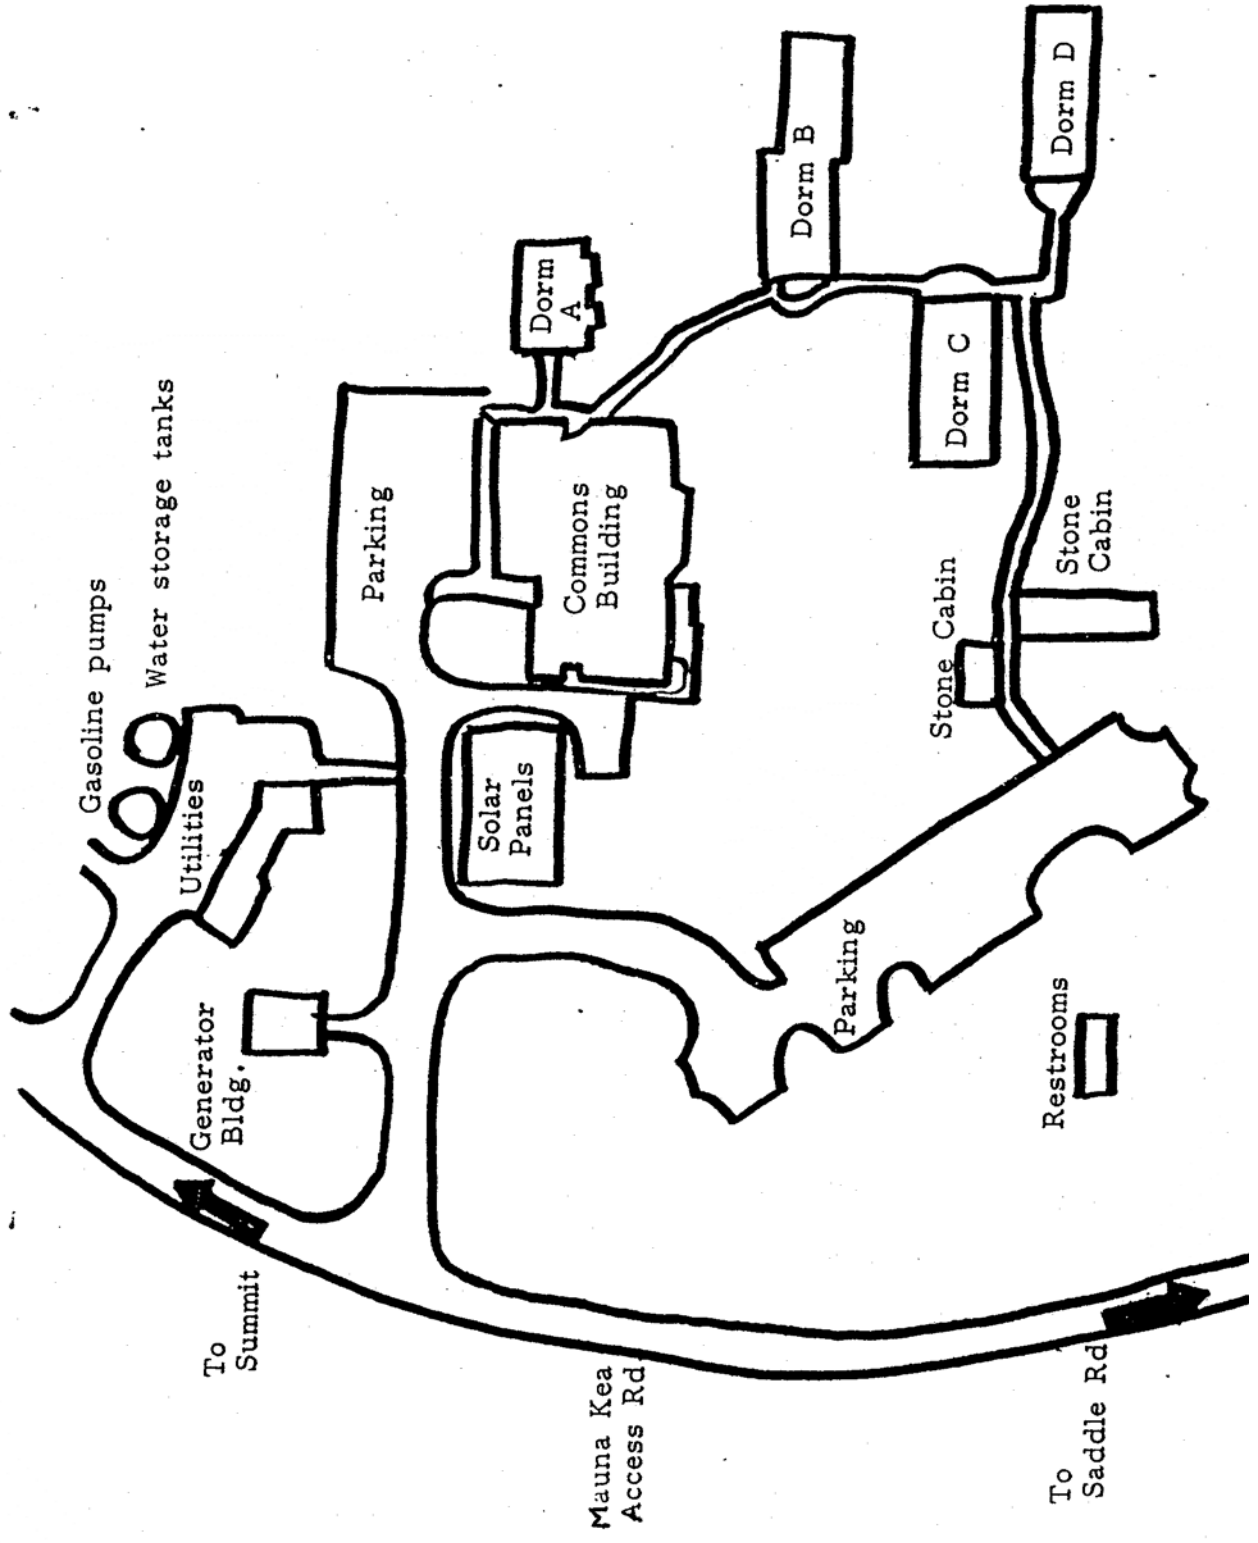 Gasoline pumps
Water storage tanks
Utilities
Generator
Bldg.
To
Summit
Parking
Solar
Panels
Commons
Building
Dorm
A
Dorm B
Dorm C
Dorm D
Stone Cabin
Stone
Cabin
Parking
Restrooms
Mauna Kea
Access Rd
To
Saddle Rd